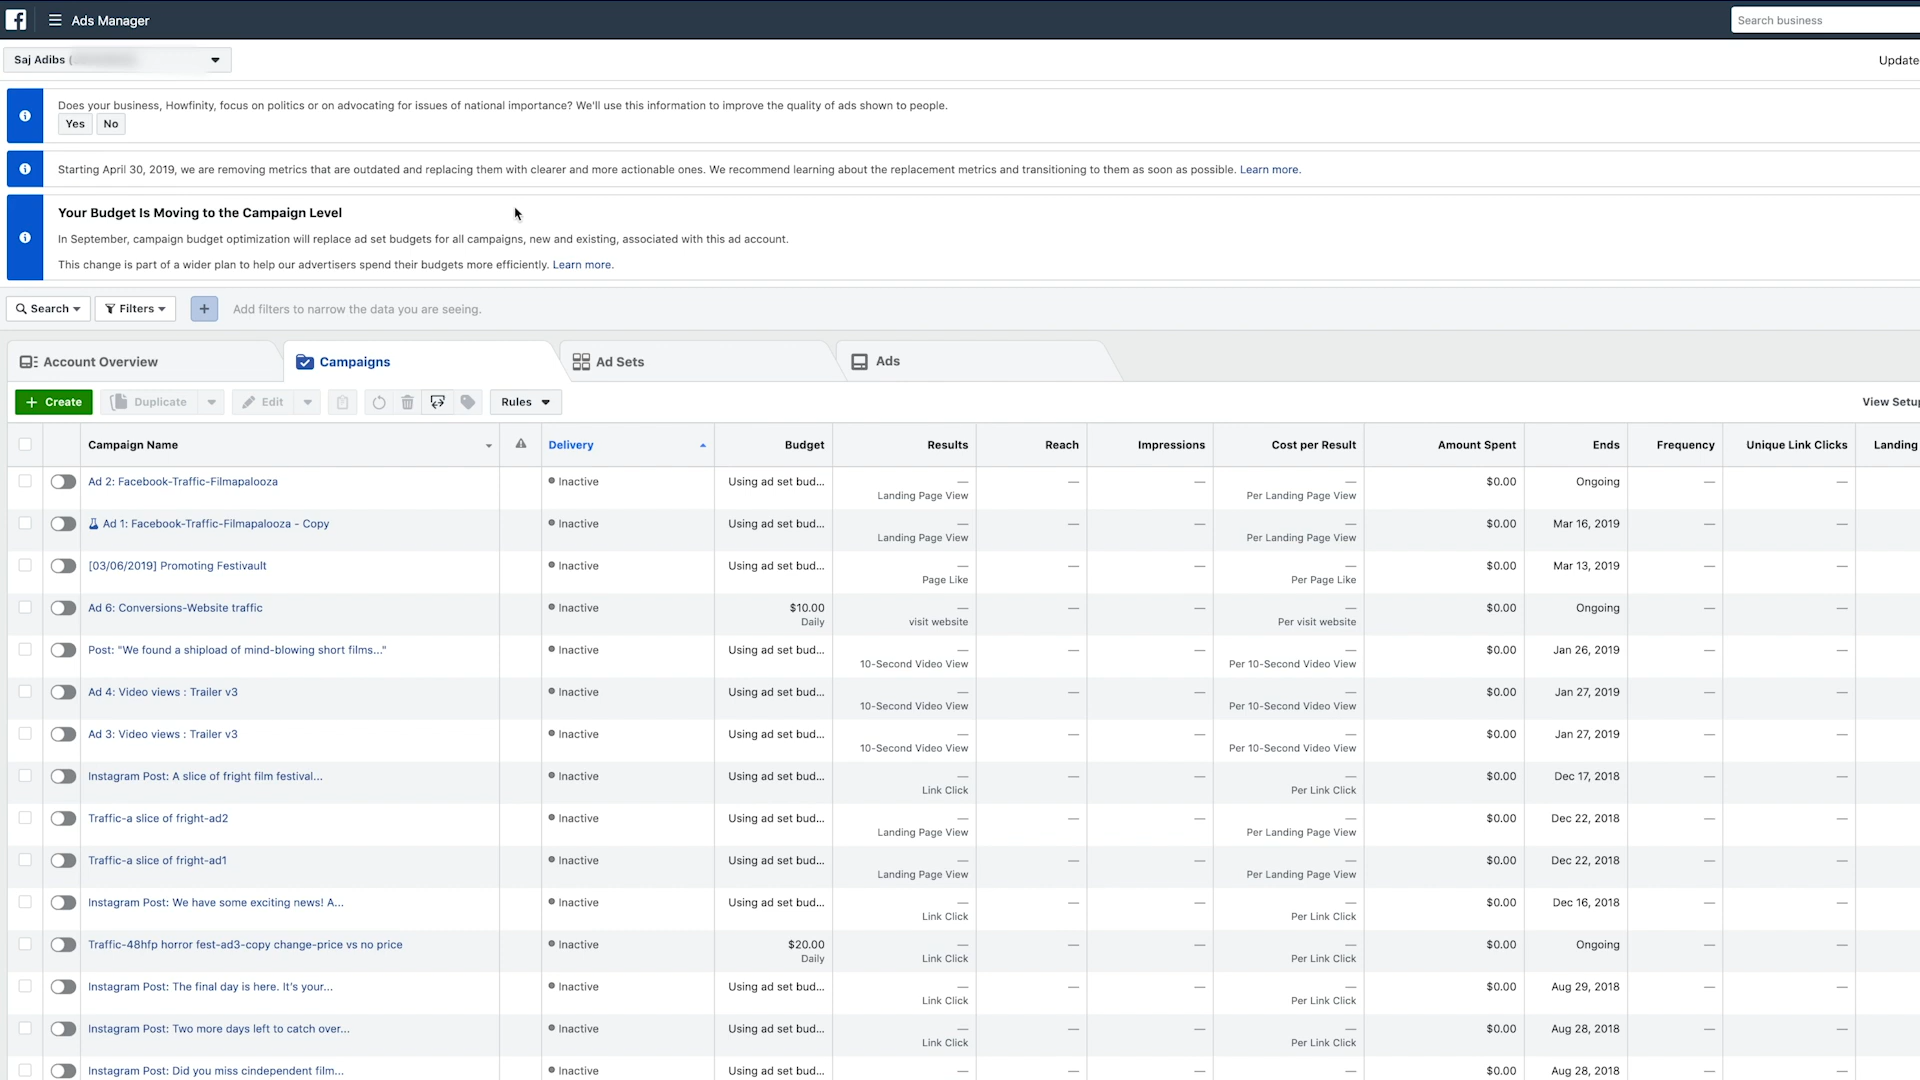 Ads Manager
Search business
Saj Adibs (
Update
Does your business, Howfinity, focus on politics or on advocating for issues of national importance? We'll use this information to improve the quality of ads shown to people.
Yes No
Starting April 30, 2019, we are removing metrics that are outdated and replacing them with clearer and more actionable ones. We recommend learning about the replacement metrics and transitioning to them as soon as possible. Learn more.
Your Budget Is Moving to the Campaign Level
In September, campaign budget optimization will replace ad set budgets for all campaigns, new and existing, associated with this ad account.
This change is part of a wider plan to help our advertisers spend their budgets more efficiently. Learn more.
Search Filters + Add filters to narrow the data you are seeing.
Account Overview Campaigns Ad Sets Ads
+ Create Duplicate Edit Rules View Setup
Campaign Name Delivery Budget Results Reach Impressions Cost per Result Amount Spent Ends Frequency Unique Link Clicks Landing
Ad 2: Facebook-Traffic-Filmapalooza Inactive Using ad set bud... — — — — $0.00 Ongoing — —
Landing Page View Per Landing Page View
Ad 1: Facebook-Traffic-Filmapalooza - Copy Inactive Using ad set bud... — — — — $0.00 Mar 16, 2019 — —
Landing Page View Per Landing Page View
[03/06/2019] Promoting Festivault Inactive Using ad set bud... — — — — $0.00 Mar 13, 2019 — —
Page Like Per Page Like
Ad 6: Conversions-Website traffic Inactive $10.00 — — — — $0.00 Ongoing — —
Daily visit website Per visit website
Post: "We found a shipload of mind-blowing short films..." Inactive Using ad set bud... — — — — $0.00 Jan 26, 2019 — —
10-Second Video View Per 10-Second Video View
Ad 4: Video views : Trailer v3 Inactive Using ad set bud... — — — — $0.00 Jan 27, 2019 — —
10-Second Video View Per 10-Second Video View
Ad 3: Video views : Trailer v3 Inactive Using ad set bud... — — — — $0.00 Jan 27, 2019 — —
10-Second Video View Per 10-Second Video View
Instagram Post: A slice of fright film festival... Inactive Using ad set bud... — — — — $0.00 Dec 17, 2018 — —
Link Click Per Link Click
Traffic-a slice of fright-ad2 Inactive Using ad set bud... — — — — $0.00 Dec 22, 2018 — —
Landing Page View Per Landing Page View
Traffic-a slice of fright-ad1 Inactive Using ad set bud... — — — — $0.00 Dec 22, 2018 — —
Landing Page View Per Landing Page View
Instagram Post: We have some exciting news! A... Inactive Using ad set bud... — — — — $0.00 Dec 16, 2018 — —
Link Click Per Link Click
Traffic-48hfp horror fest-ad3-copy change-price vs no price Inactive $20.00 — — — — $0.00 Ongoing — —
Daily Link Click Per Link Click
Instagram Post: The final day is here. It's your... Inactive Using ad set bud... — — — — $0.00 Aug 29, 2018 — —
Link Click Per Link Click
Instagram Post: Two more days left to catch over... Inactive Using ad set bud... — — — — $0.00 Aug 28, 2018 — —
Link Click Per Link Click
Instagram Post: Did you miss cindependent film... Inactive Using ad set bud... — — — — $0.00 Aug 28, 2018 — —